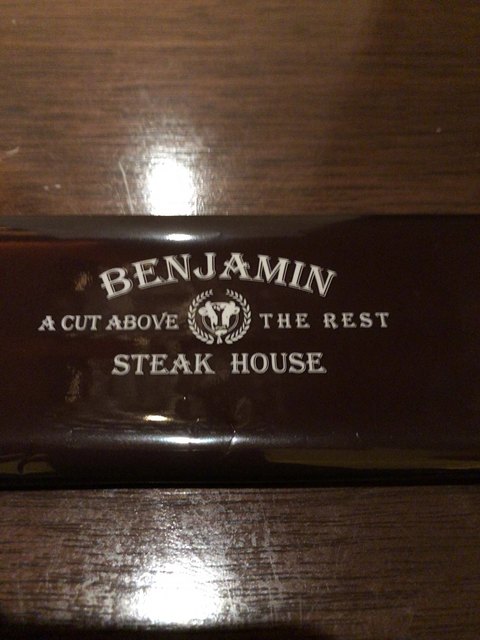 BENJAMIN
A CUT ABOVE THE REST
STEAK HOUSE